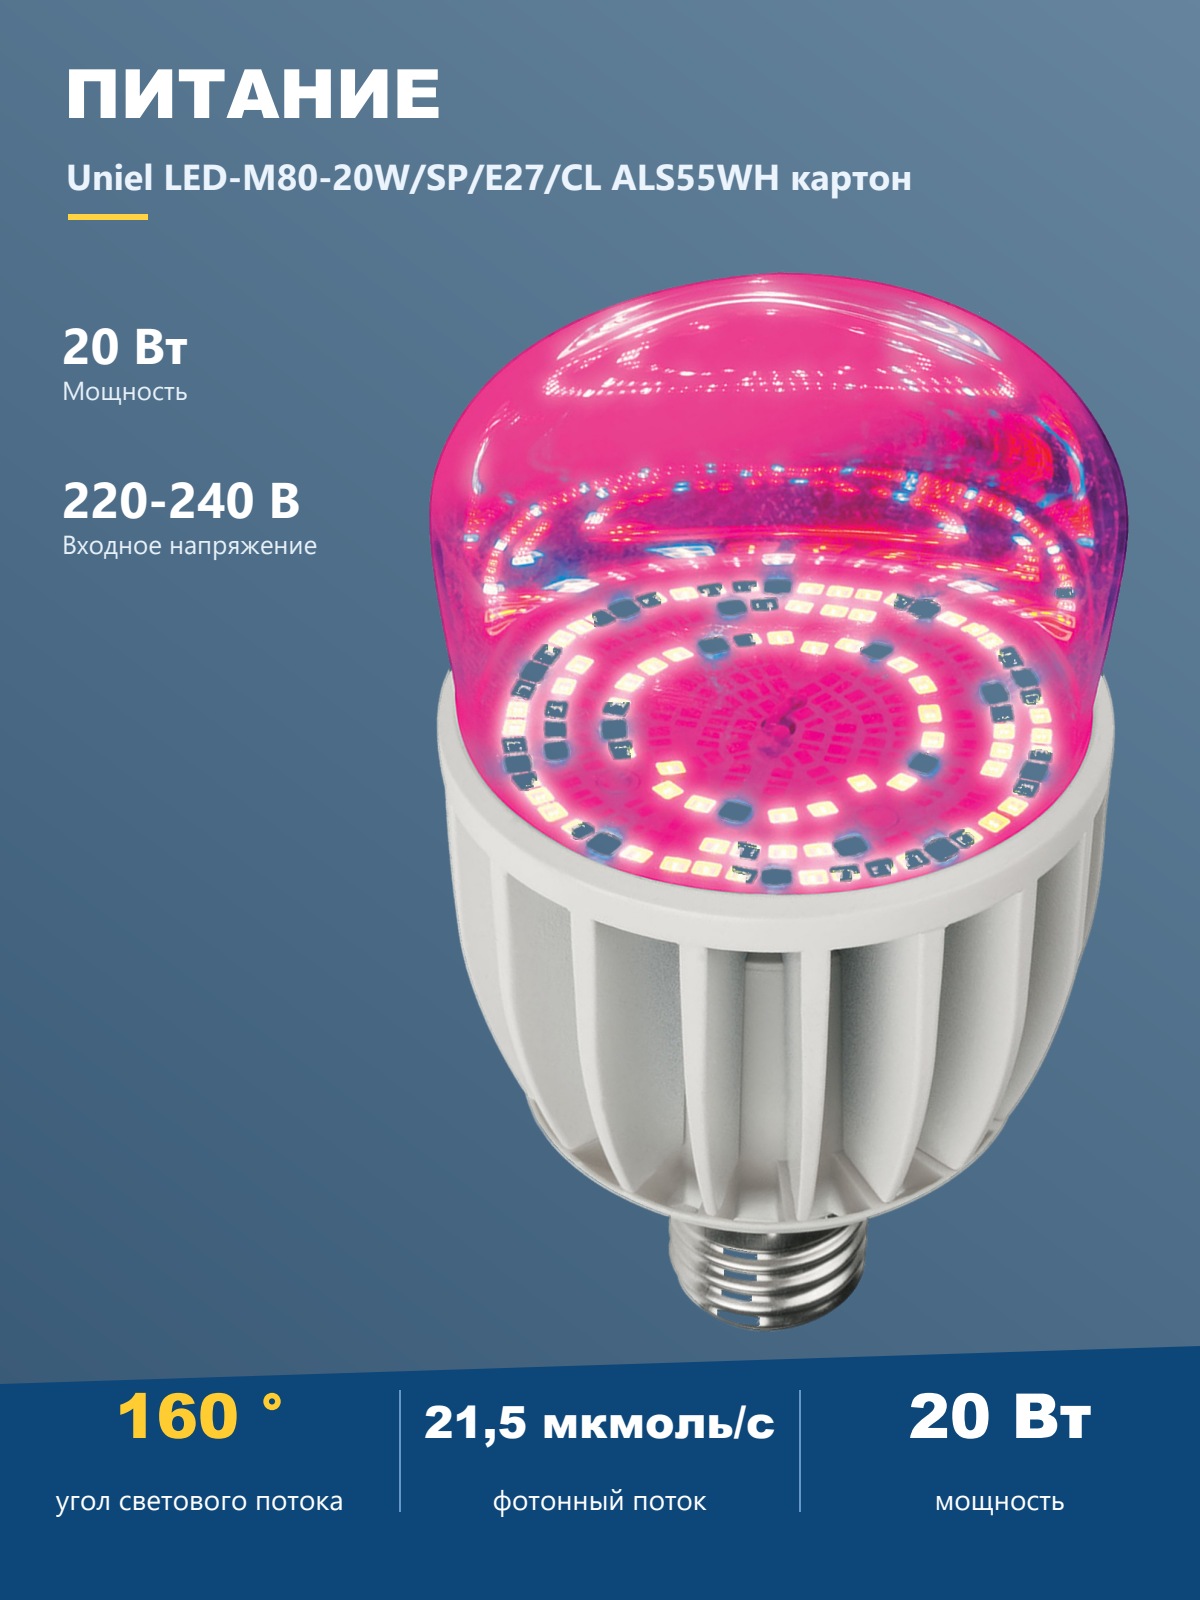 ПИТАНИЕ
Uniel LED-M80-20W/SP/E27/CL ALS55WH картон
20 Вт
Мощность
220-240 В
Входное напряжение
160 °
угол светового потока
21,5 мкмоль/с
фотонный поток
20 Вт
мощность